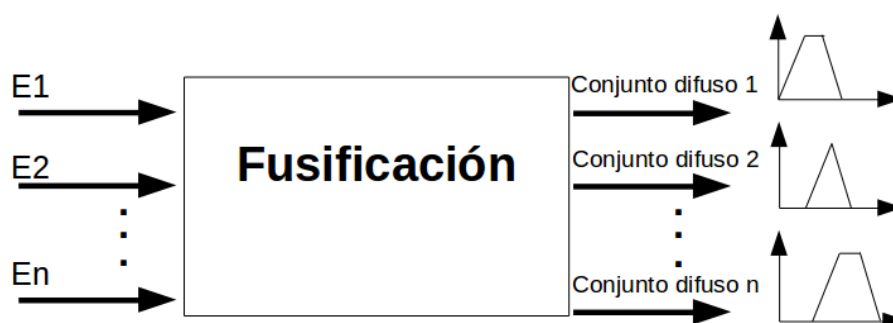 E1
E2
En
Fusificación
Conjunto difuso 1
Conjunto difuso 2
Conjunto difuso n